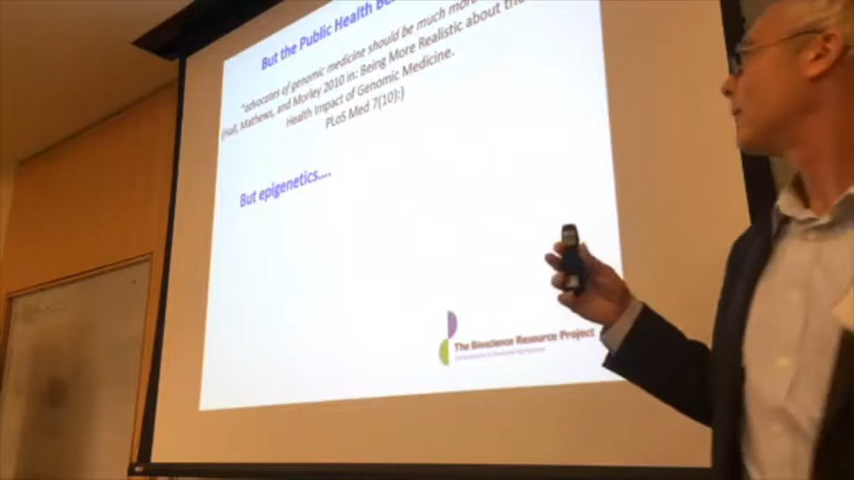 But the Public Health Be
"advocates of genomic medicine should be much more
(Hall, Mathews, and Morley 2010 in: Being More Realistic about the
Health Impact of Genomic Medicine.
PLoS Med 7(10):)
But epigenetics....
The Bioscience Resource Project